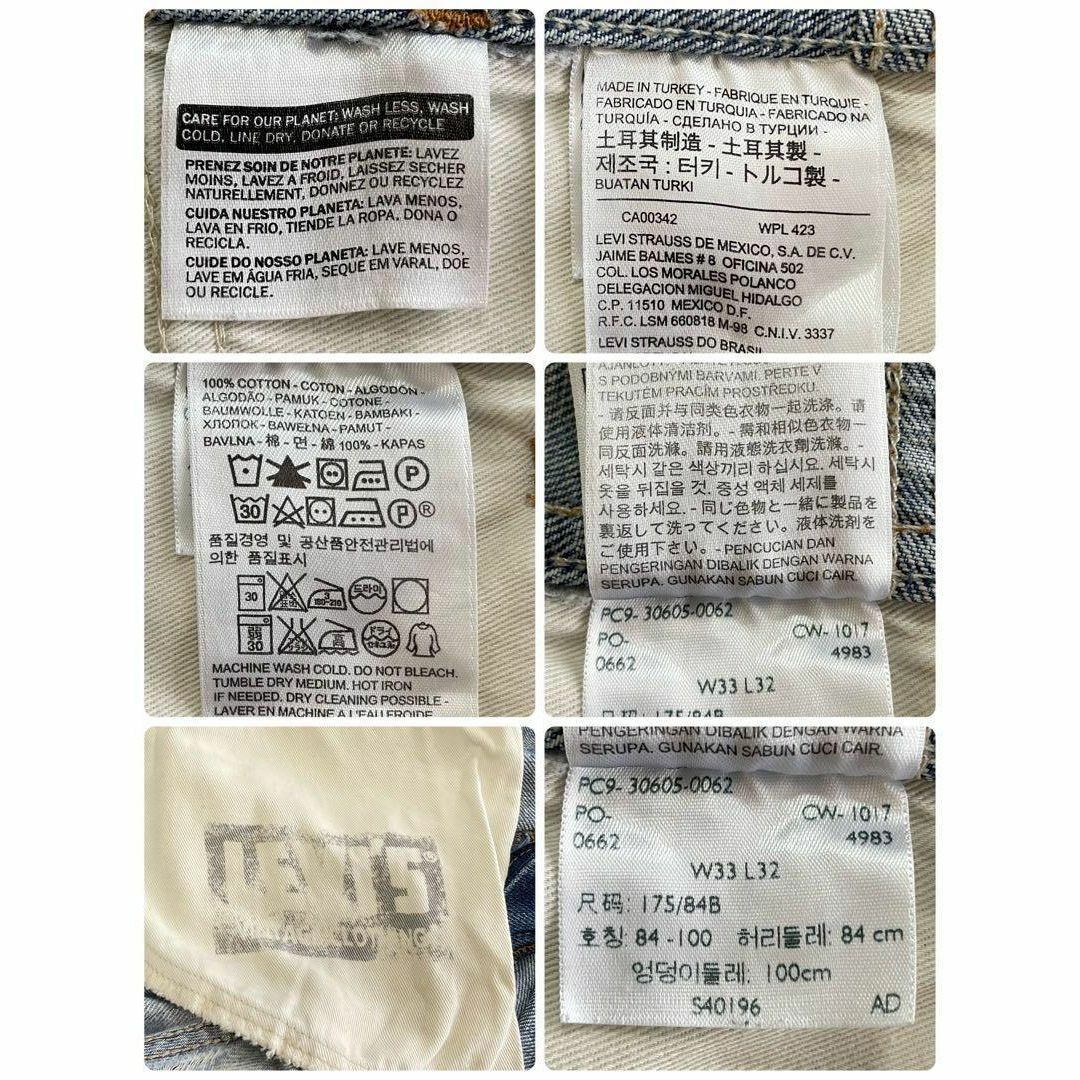 CARE FOR OUR PLANET: WASH LESS, WASH
COLD, LINE DRY, DONATE OR RECYCLE
PRENEZ SOIN DE NOTRE PLANETE: LAVEZ
MOINS, LAVEZ A FROID, LAISSEZ SECHER
NATURELLEMENT, DONNEZ OU RECYCLEZ
CUIDA NUESTRO PLANETA: LAVA MENOS,
LAVA EN FRIO, TIENDE LA ROPA, DONA O
RECICLA.
CUIDE DO NOSSO PLANETA: LAVE MENOS,
LAVE EM ÁGUA FRIA, SEQUE EM VARAL, DOE
OU RECICLE.
MADE IN TURKEY - FABRIQUE EN TURQUIE -
FABRICADO EN TURQUIA - FABRICADO NA
TURQUÍA - СДЕЛАНО В ТУРЦИИ -
土耳其制造 - 土耳其製 -
제조국 : 터키 - トルコ製 -
BUATAN TURKI
CA00342 WPL 423
LEVI STRAUSS DE MEXICO, S.A. DE C.V.
JAIME BALMES # 8 OFICINA 502
COL. LOS MORALES POLANCO
DELEGACION MIGUEL HIDALGO
C.P. 11510 MEXICO D.F.
R.F.C. LSM 660818 M-98 C.N.I.V. 3337
LEVI STRAUSS DO BRASIL
100% COTTON - COTON - ALGODÓN -
ALGODÃO - PAMUK - COTONE -
BAUMWOLLE - KATOEN - BAMBAKI -
ХЛОПОК - BAWEŁNA - PAMUT -
BAVLNA - 棉 - 면 - 綿 100% - KAPAS
P
30 P ®
품질경영 및 공산품안전관리법에
의한 품질표시
30 3 180-210 드라이
약 30 드라이
MACHINE WASH COLD. DO NOT BLEACH.
TUMBLE DRY MEDIUM. HOT IRON
IF NEEDED. DRY CLEANING POSSIBLE -
LAVER EN MACHINE A L'EAU FROIDE.
S PODOBNÝMI BARVAMI. PERTE V
TEKUTÉM PRACÍM PROSTŘEDKU.
- 请反面并与同类色衣物一起洗涤。请
使用液体清洁剂。- 需和相似色衣物一
同反面洗滌。請用液態洗衣劑洗滌。
- 세탁시 같은 색상끼리 하십시요. 세탁시
옷을 뒤집을 것. 중성 액체 세제를
사용하세요. - 同じ色物と一緒に製品を
裏返して洗ってください。液体洗剤を
ご使用下さい。- PENCUCIAN DAN
PENGERINGAN DIBALIK DENGAN WARNA
SERUPA. GUNAKAN SABUN CUCI CAIR.
PC9- 30605-0062
PO- CW- 1017
0662 4983
W33 L32
尺码: 175/84B
LEVI'S®
PENGERINGAN DIBALIK DENGAN WARNA
SERUPA. GUNAKAN SABUN CUCI CAIR.
PC9- 30605-0062
PO- CW- 1017
0662 4983
W33 L32
尺码: 175/84B
호칭: 84 -100 허리둘레: 84 cm
엉덩이둘레: 100cm
S40196 AD